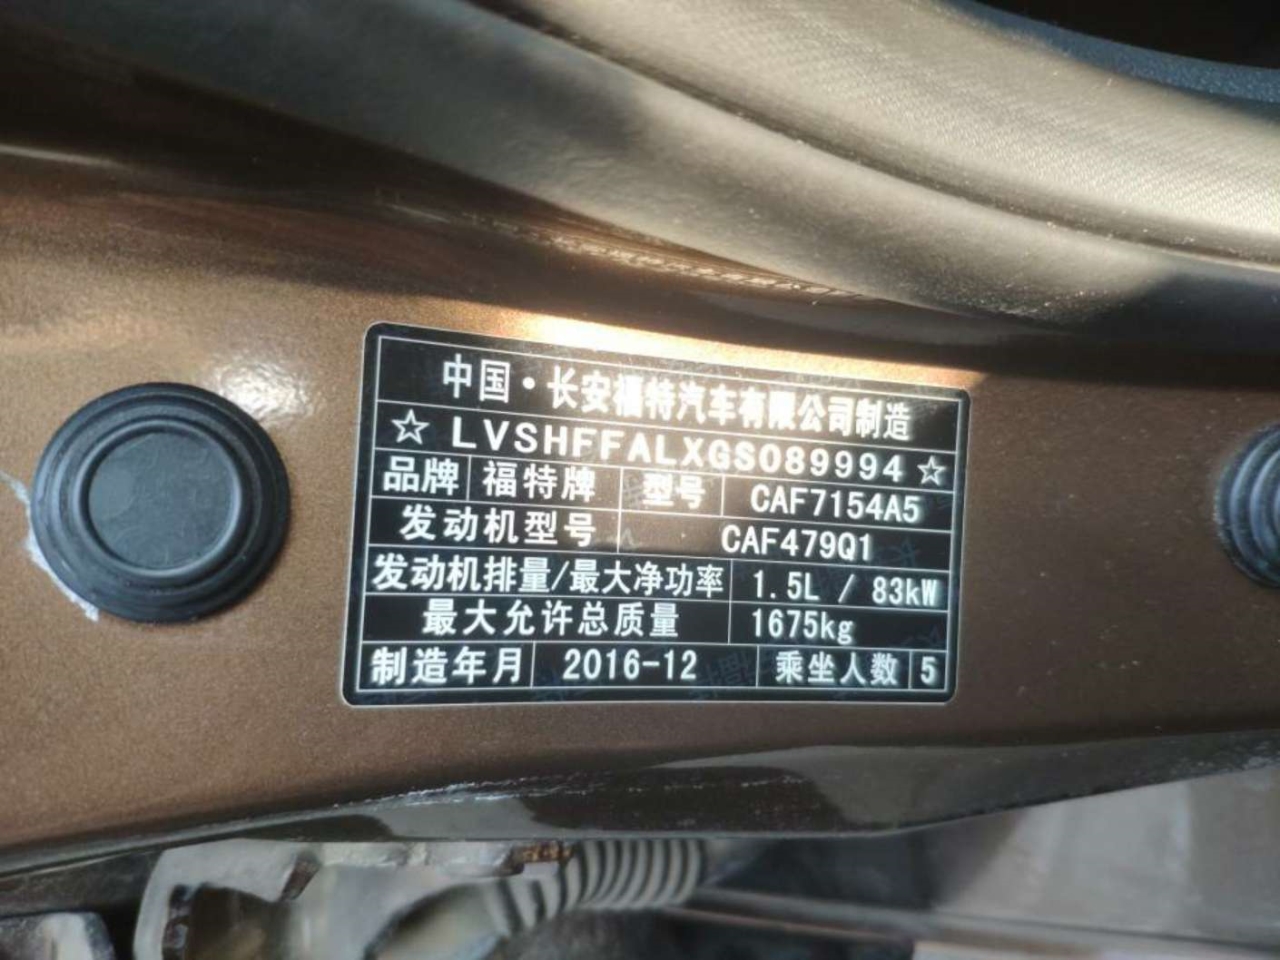 中国·长安福特汽车有限公司制造
☆LVSHFFALXGS089994☆
品牌 福特牌 型号 CAF7154A5
发动机型号 CAF479Q1
发动机排量/最大净功率 1.5L / 83kW
最大允许总质量 1675kg
制造年月 2016-12 乘坐人数 5